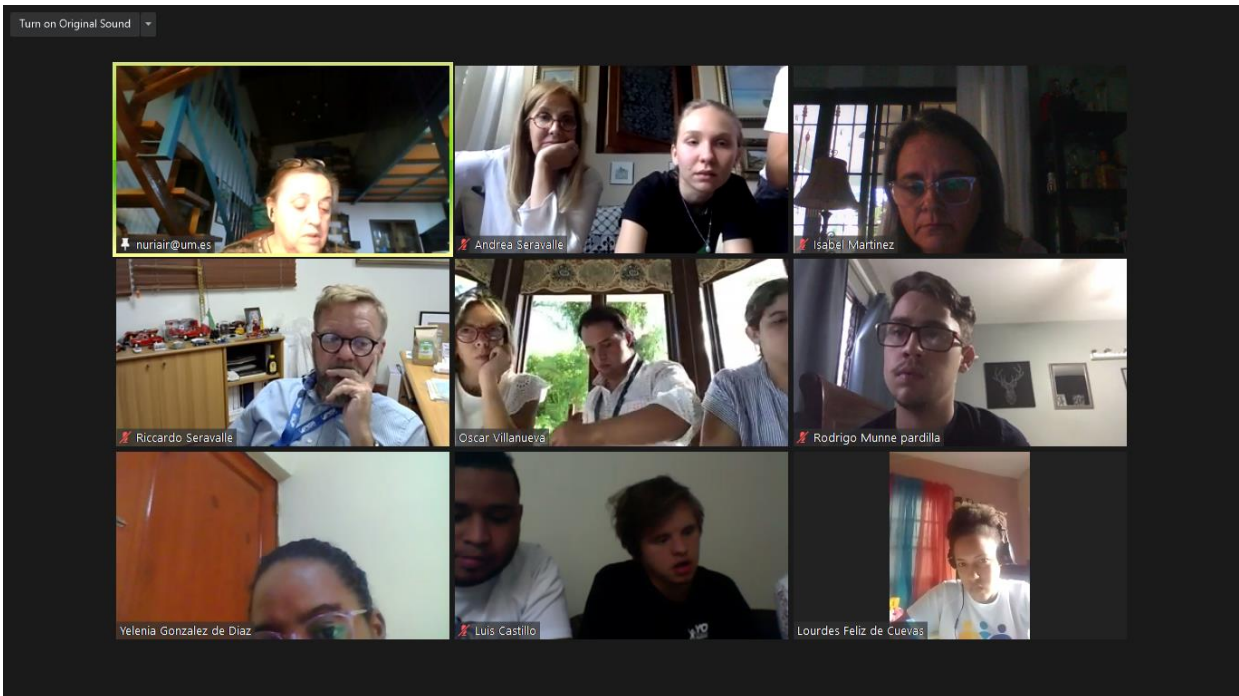 Turn on Original Sound
nuriair@um.es
Andrea Seravalle
Isabel Martinez
Riccardo Seravalle
Oscar Villanueva
Rodrigo Munne pardilla
Yelenia Gonzalez de Diaz
Luis Castillo
Lourdes Feliz de Cuevas
YO